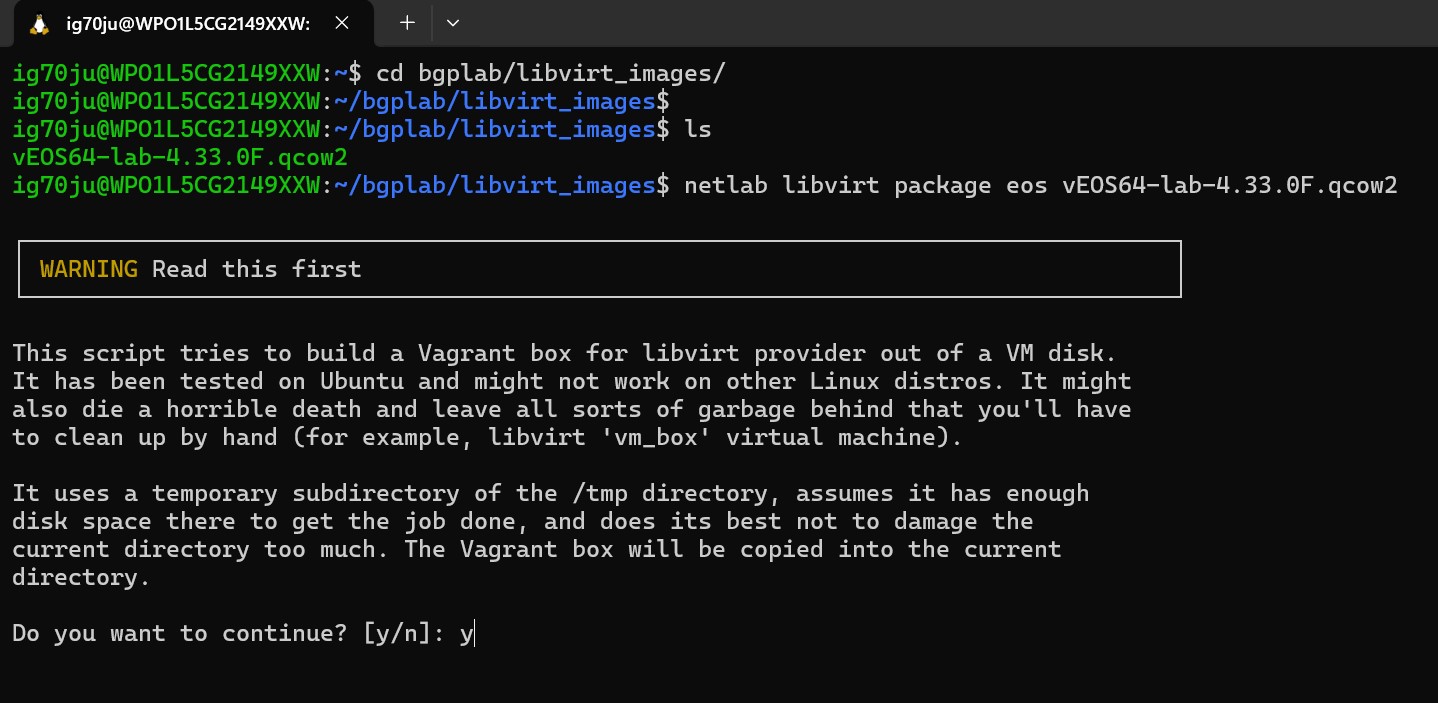 ig70ju@WPO1L5CG2149XXW:
ig70ju@WPO1L5CG2149XXW:~$ cd bgplab/libvirt_images/
ig70ju@WPO1L5CG2149XXW:~/bgplab/libvirt_images$
ig70ju@WPO1L5CG2149XXW:~/bgplab/libvirt_images$ ls
vEOS64-lab-4.33.0F.qcow2
ig70ju@WPO1L5CG2149XXW:~/bgplab/libvirt_images$ netlab libvirt package eos vEOS64-lab-4.33.0F.qcow2
WARNING Read this first
This script tries to build a Vagrant box for libvirt provider out of a VM disk.
It has been tested on Ubuntu and might not work on other Linux distros. It might
also die a horrible death and leave all sorts of garbage behind that you'll have
to clean up by hand (for example, libvirt 'vm_box' virtual machine).
It uses a temporary subdirectory of the /tmp directory, assumes it has enough
disk space there to get the job done, and does its best not to damage the
current directory too much. The Vagrant box will be copied into the current
directory.
Do you want to continue? [y/n]: y